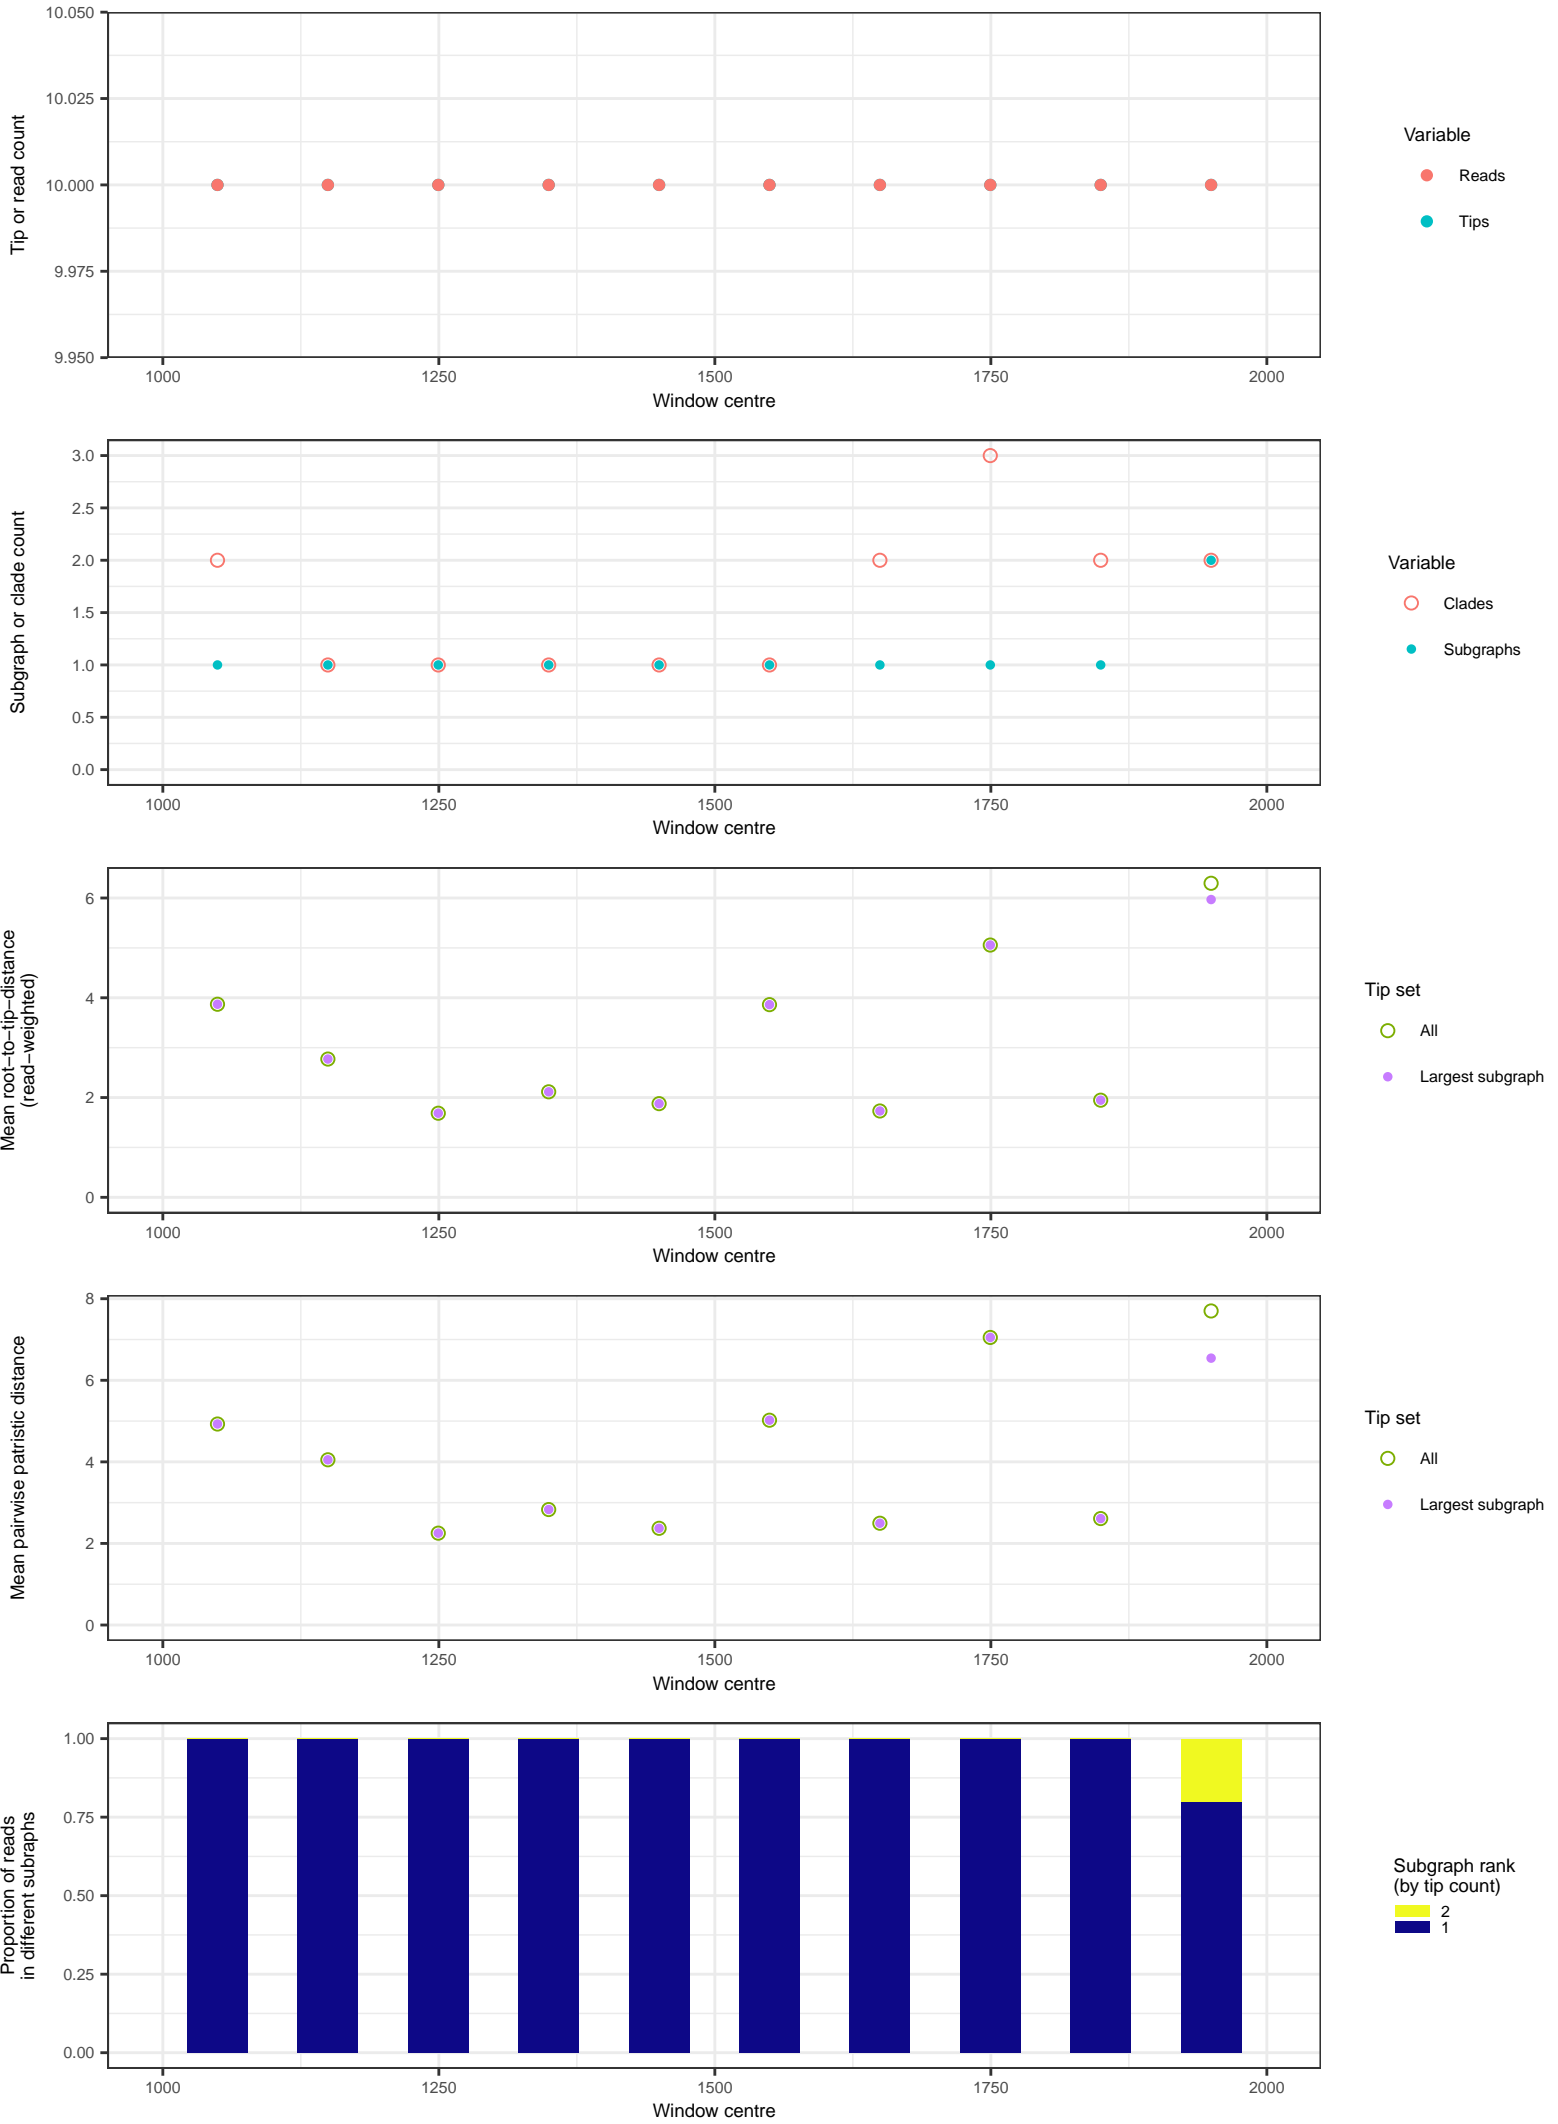 10.050
10.025
10.000
9.975
9.950
Tip or read count
1000 1250 1500 1750 2000
Window centre
Variable
Reads
Tips
3.0
2.5
2.0
1.5
1.0
0.5
0.0
Subgraph or clade count
1000 1250 1500 1750 2000
Window centre
Variable
Clades
Subgraphs
6
4
2
0
Mean root−to−tip−distance
(read−weighted)
1000 1250 1500 1750 2000
Window centre
Tip set
All
Largest subgraph
8
6
4
2
0
Mean pairwise patristic distance
1000 1250 1500 1750 2000
Window centre
Tip set
All
Largest subgraph
1.00
0.75
0.50
0.25
0.00
Proportion of reads
in different subraphs
1000 1250 1500 1750 2000
Window centre
Subgraph rank
(by tip count)
2
1